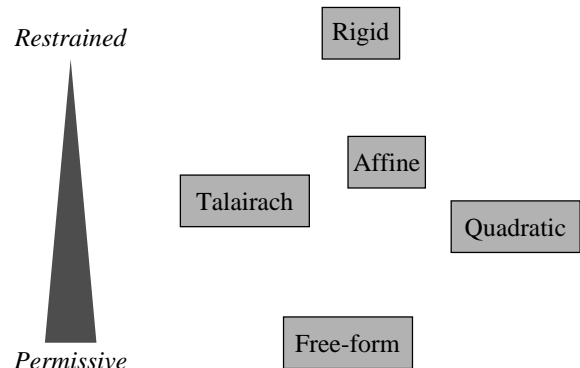 Restrained
Rigid
Affine
Talairach
Quadratic
Free-form
Permissive